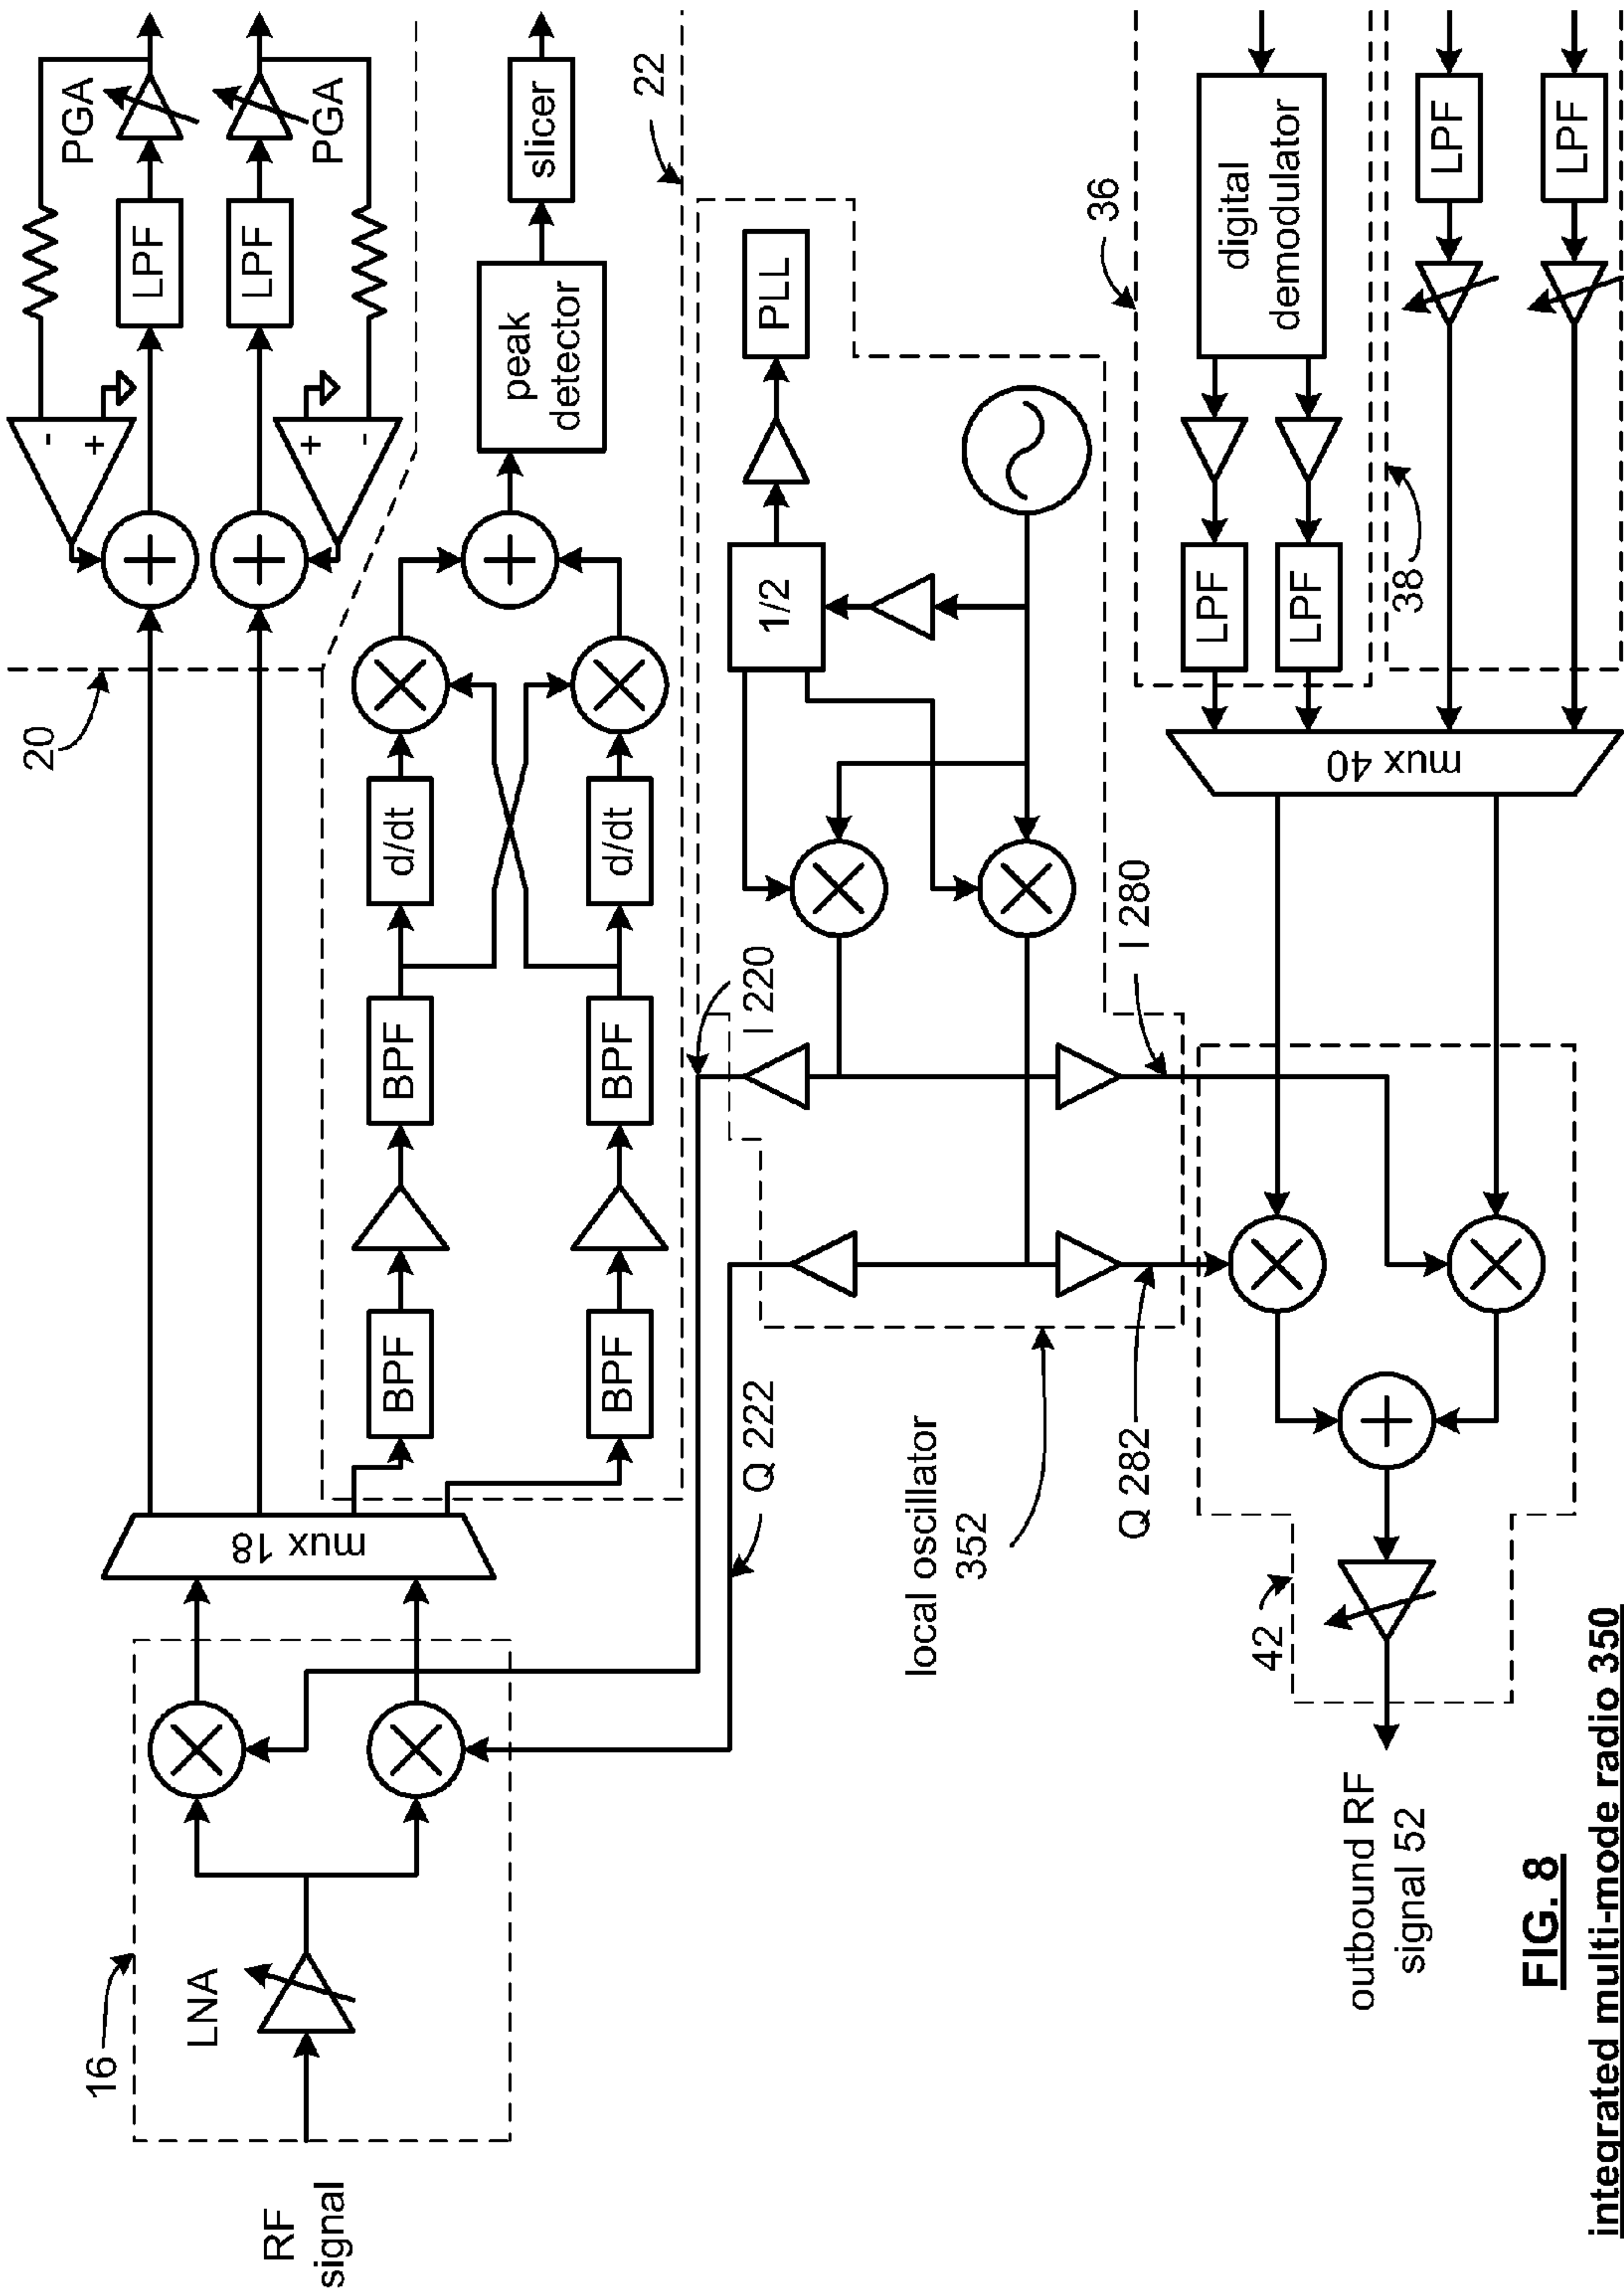 PGA
LPF
LPF
PGA
-
+
+
-
20
RF
signal
16
LNA
mux 18
BPF
BPF
BPF
BPF
d/dt
d/dt
peak
detector
slicer
22
Q 222
I 220
1/2
PLL
local oscillator
352
Q 282
I 280
36
digital
demodulator
LPF
LPF
38
LPF
LPF
mux 40
42
outbound RF
signal 52
FIG. 8
integrated multi-mode radio 350